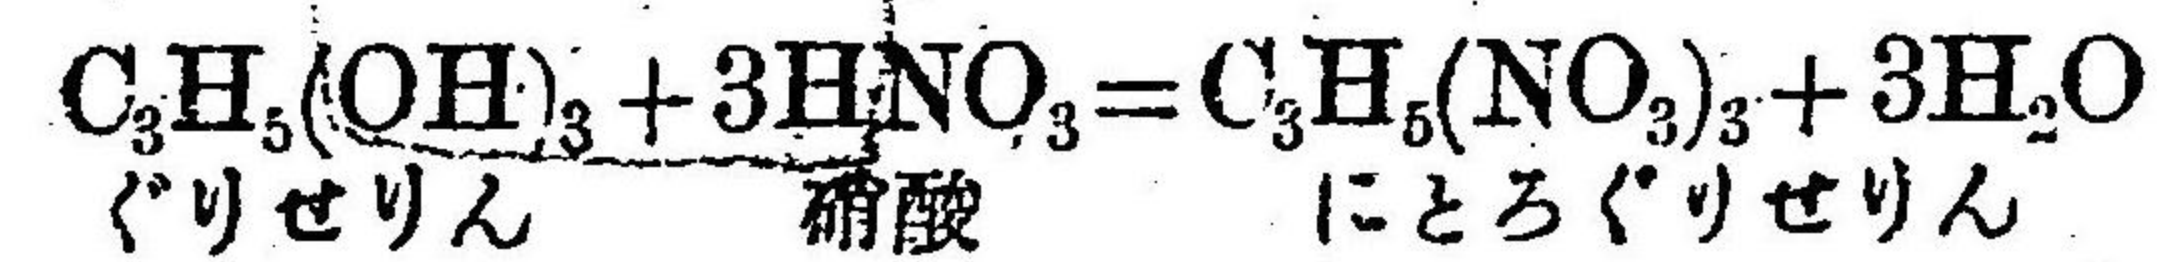 C₃H₅(OH)₃+3HNO₃=C₃H₅(NO₃)₃+3H₂O
ぐりせりん 硝酸 にとろぐりせりん